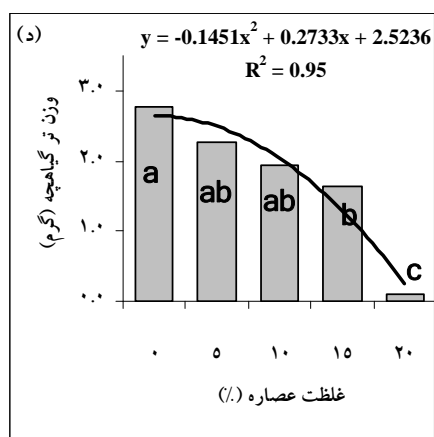 (د)
y = -0.1451x² + 0.2733x + 2.5236
R² = 0.95
وزن تر گیاهچه (گرم)
۳.۰
۲.۰
۱.۰
۰.۰
a
ab
ab
b
c
۰ ۵ ۱۰ ۱۵ ۲۰
غلظت عصاره (٪)